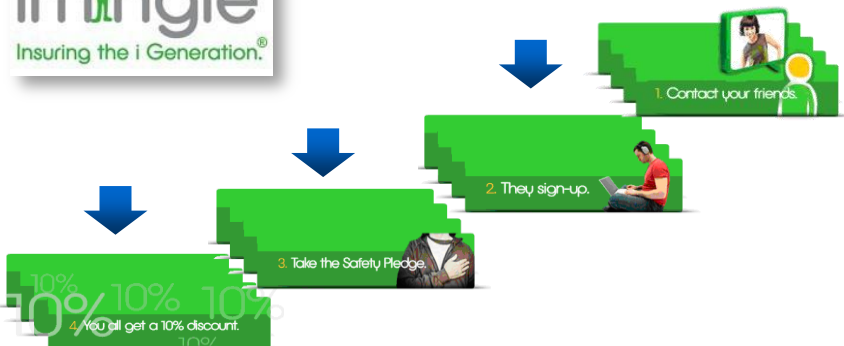 imingle
Insuring the i Generation.®
1. Contact your friends.
2. They sign-up.
3. Take the Safety Pledge.
10%
10% 10% 10%
4. You all get a 10% discount.
10%